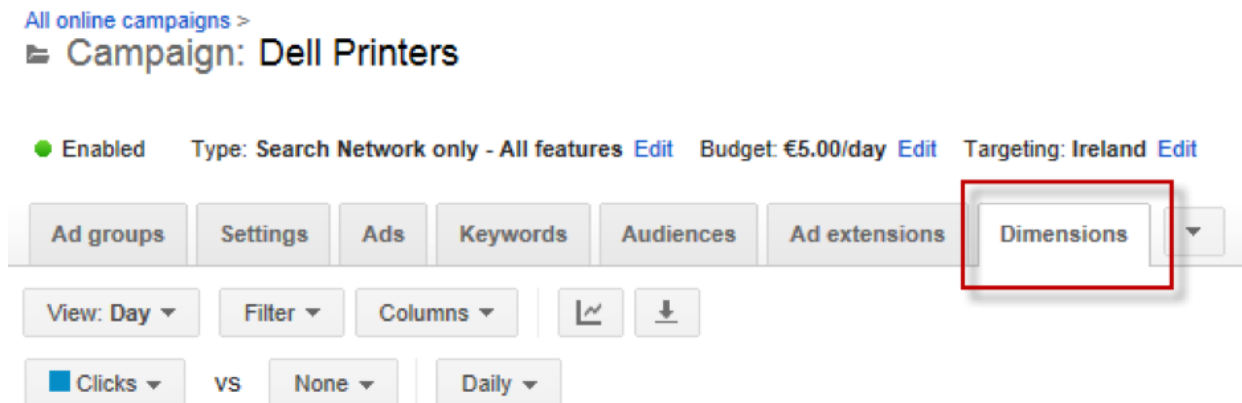 All online campaigns >
Campaign: Dell Printers
Enabled Type: Search Network only - All features Edit Budget: €5.00/day Edit Targeting: Ireland Edit
Ad groups Settings Ads Keywords Audiences Ad extensions Dimensions
View: Day Filter Columns
Clicks vs None Daily